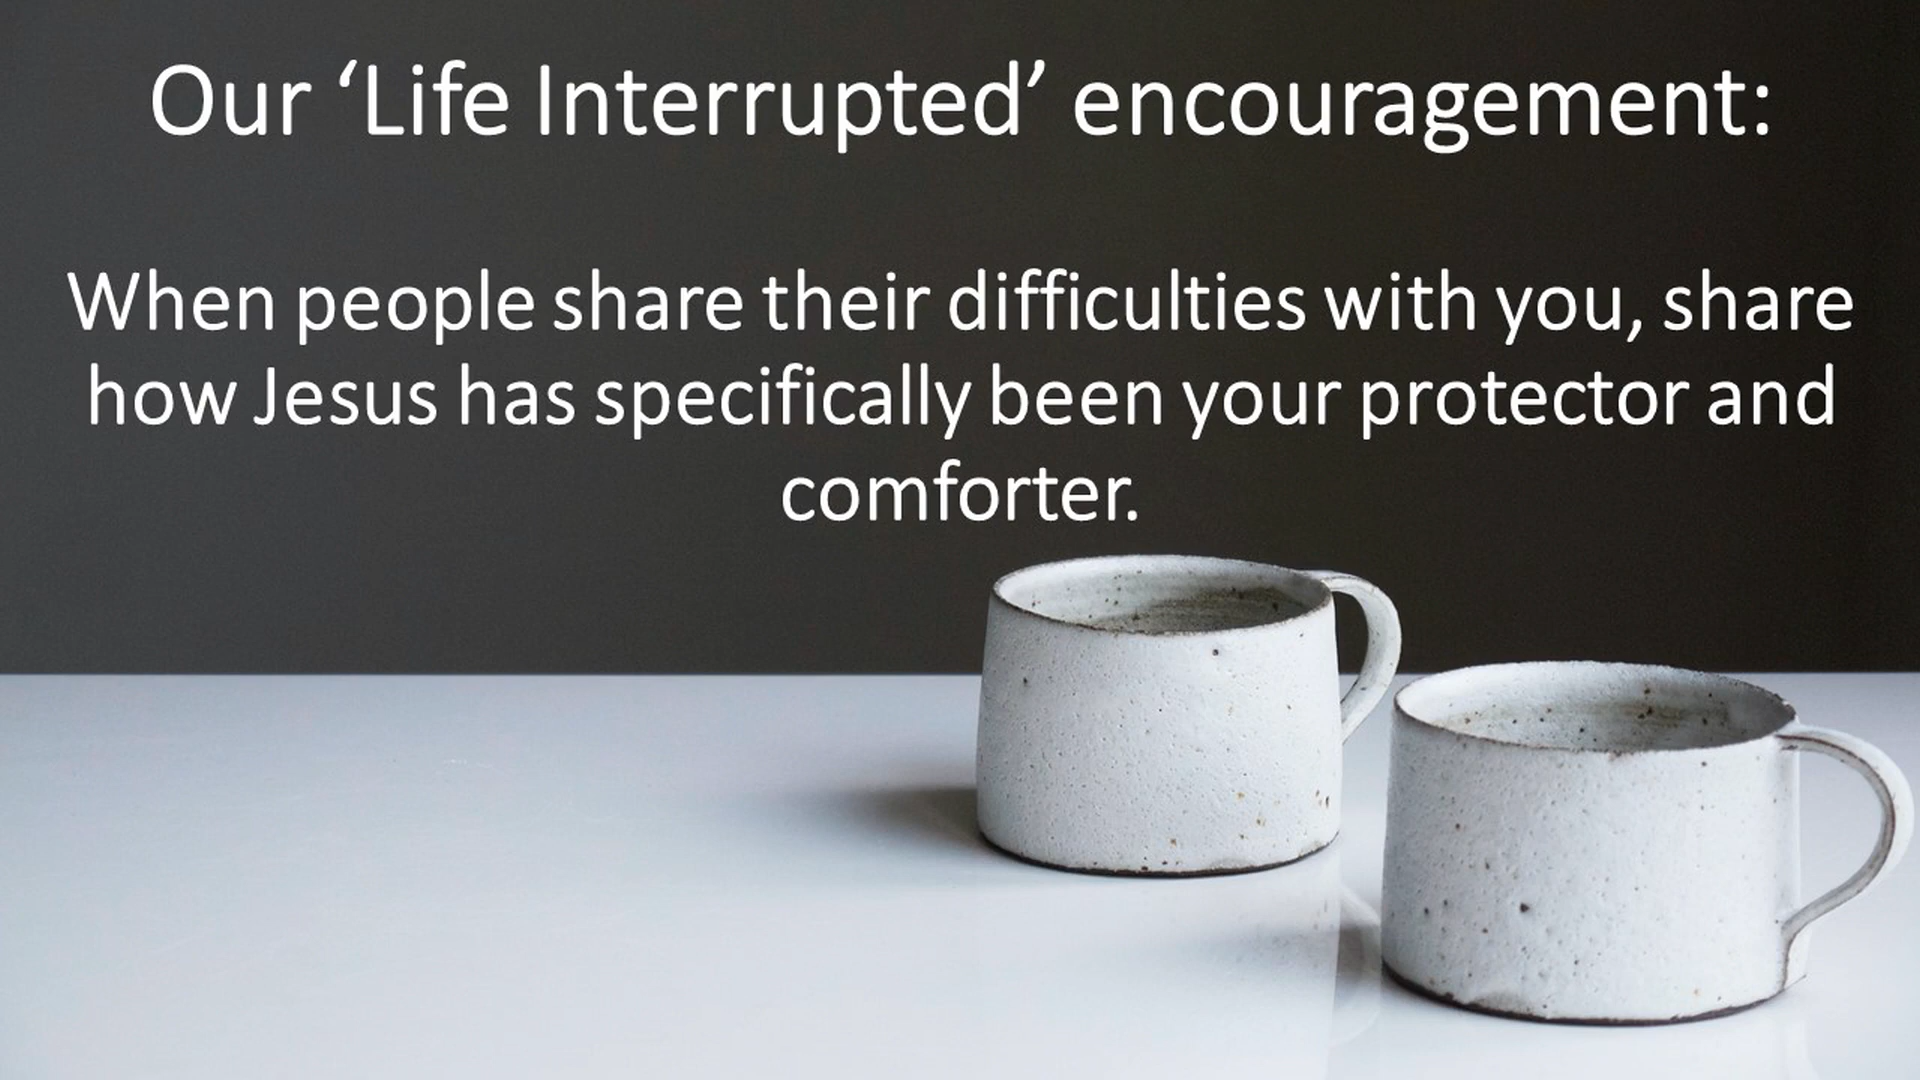 Our ‘Life Interrupted’ encouragement:
When people share their difficulties with you, share
how Jesus has specifically been your protector and
comforter.